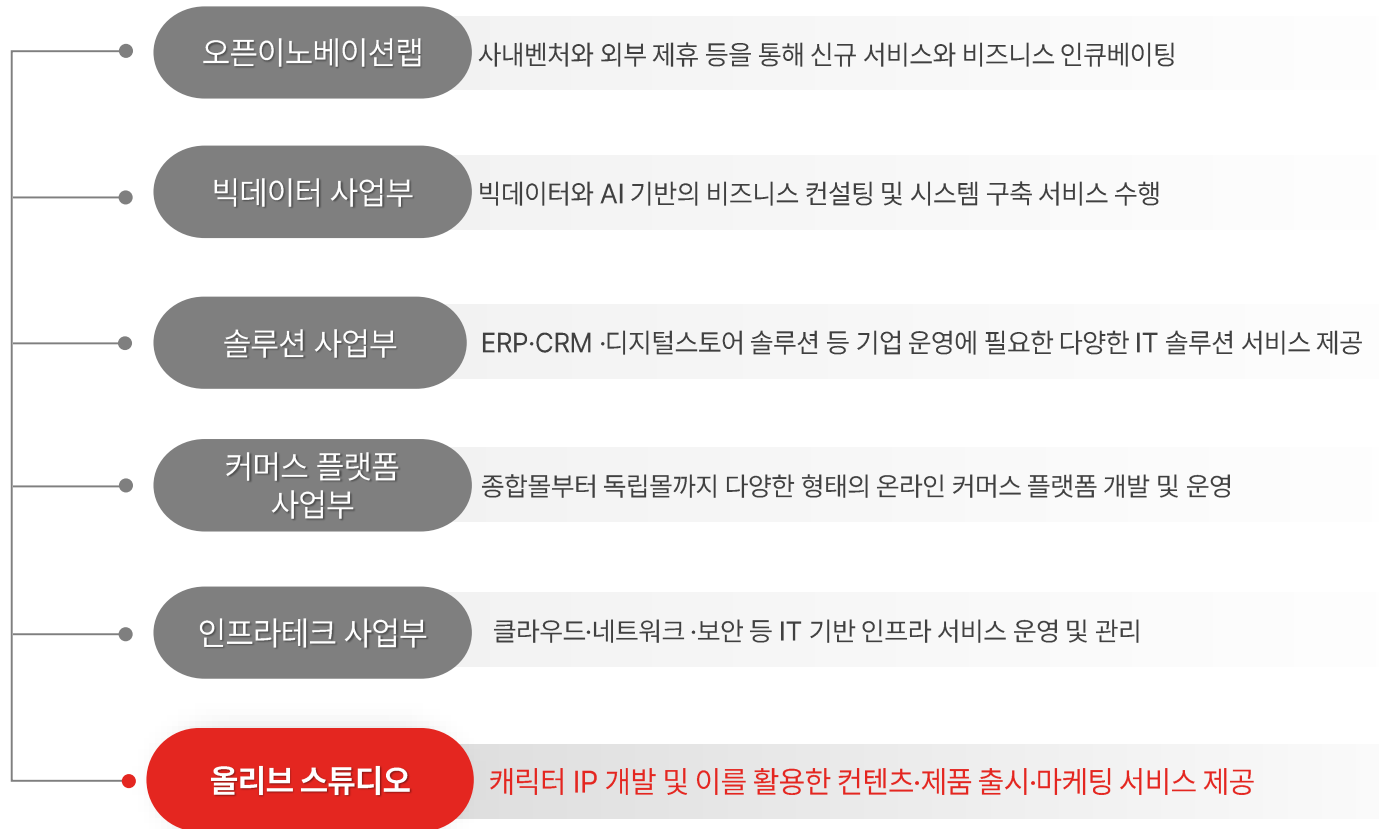 오픈이노베이션랩
사내벤처와 외부 제휴 등을 통해 신규 서비스와 비즈니스 인큐베이팅
빅데이터 사업부
빅데이터와 AI 기반의 비즈니스 컨설팅 및 시스템 구축 서비스 수행
솔루션 사업부
ERP·CRM ·디지털스토어 솔루션 등 기업 운영에 필요한 다양한 IT 솔루션 서비스 제공
커머스 플랫폼
사업부
종합몰부터 독립몰까지 다양한 형태의 온라인 커머스 플랫폼 개발 및 운영
인프라테크 사업부
클라우드·네트워크 ·보안 등 IT 기반 인프라 서비스 운영 및 관리
올리브 스튜디오
캐릭터 IP 개발 및 이를 활용한 컨텐츠·제품 출시·마케팅 서비스 제공